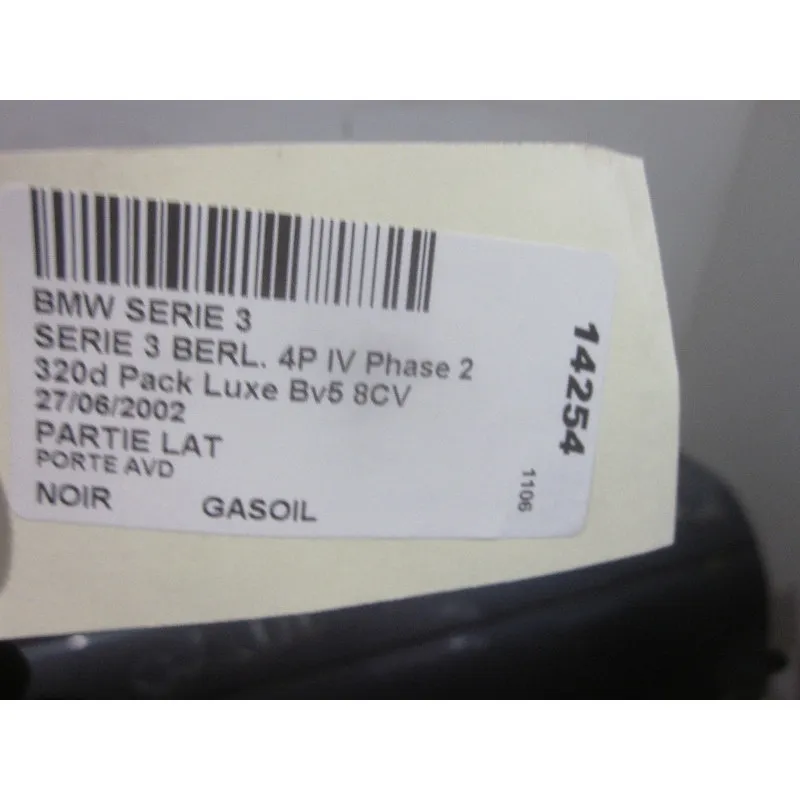 BMW SERIE 3
SERIE 3 BERL. 4P IV Phase 2
320d Pack Luxe Bv5 8CV
27/06/2002
PARTIE LAT
PORTE AVD
NOIR GASOIL
14254
1106